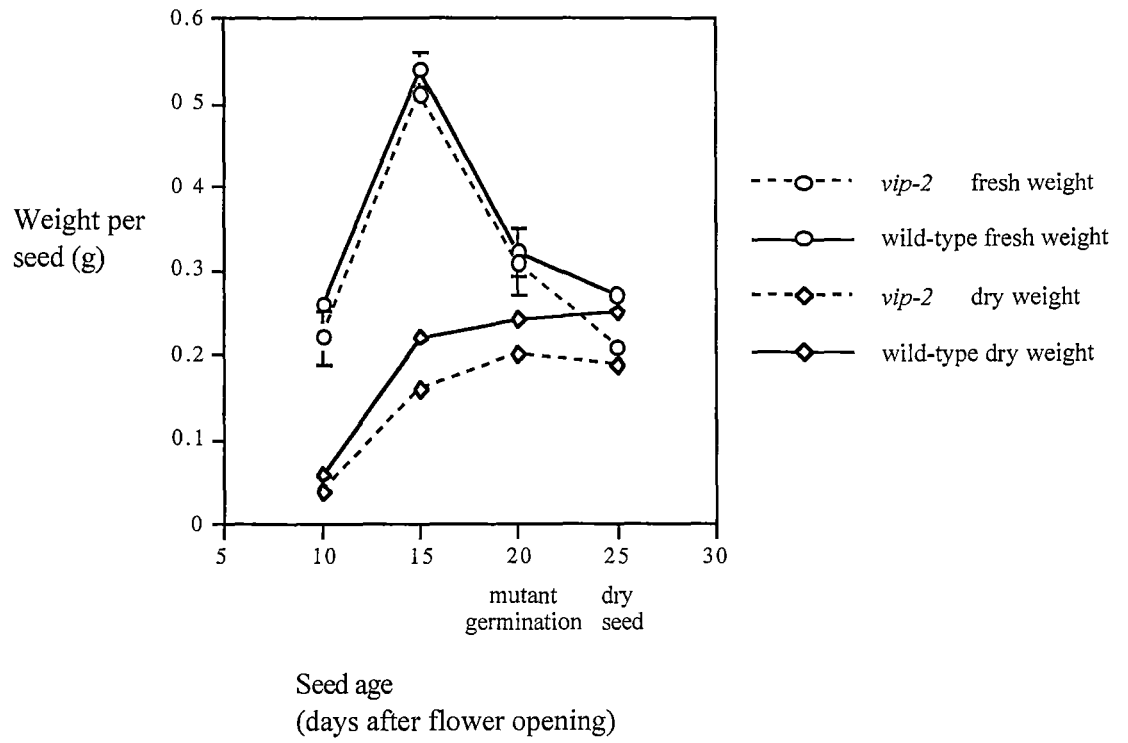 0.6
0 5
0 4
0.3
0.2
0.1
0
Weight per
seed (g)
5 10 15 20 25 30
mutant dry
germination seed
Seed age
(days after flower opening)
vip-2 fresh weight
wild-type fresh weight
vip-2 dry weight
wild-type dry weight